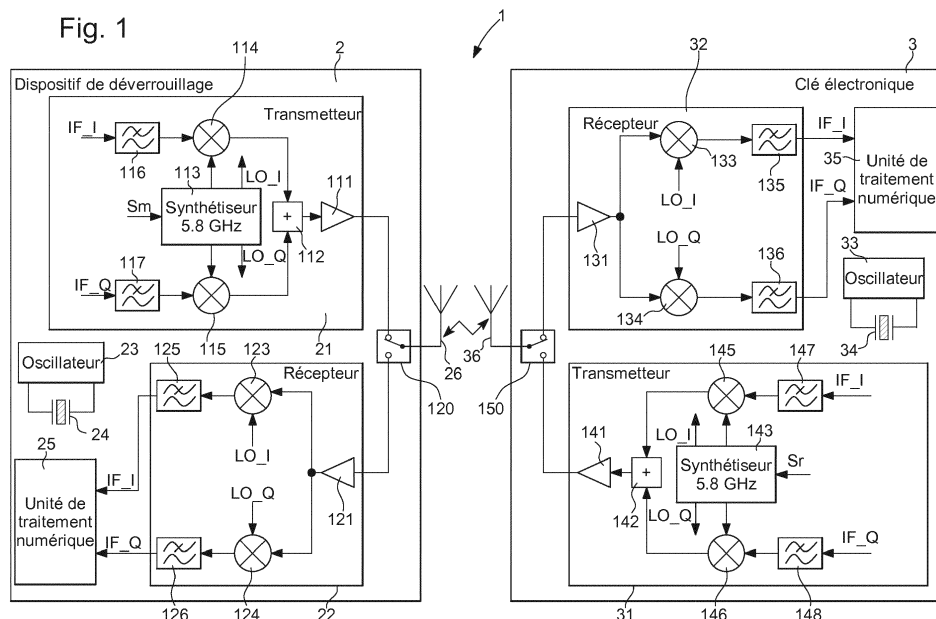 Fig. 1
1
114
2
32
3
Dispositif de déverrouillage
Clé électronique
Transmetteur
Récepteur
IF_I
116
113
LO_I
111
Sm
Synthétiseur
5.8 GHz
+
LO_Q
112
117
IF_Q
115
21
133
LO_I
135
IF_I
35
Unité de
traitement
numérique
IF_Q
131
LO_Q
136
134
33
Oscillateur
34
26
36
120
150
Oscillateur
23
24
125
123
Récepteur
LO_I
25
Unité de
traitement
numérique
IF_I
LO_Q
121
IF_Q
126
124
22
Transmetteur
145
147
IF_I
LO_I
143
141
+
142
Synthétiseur
5.8 GHz
Sr
LO_Q
IF_Q
31
146
148